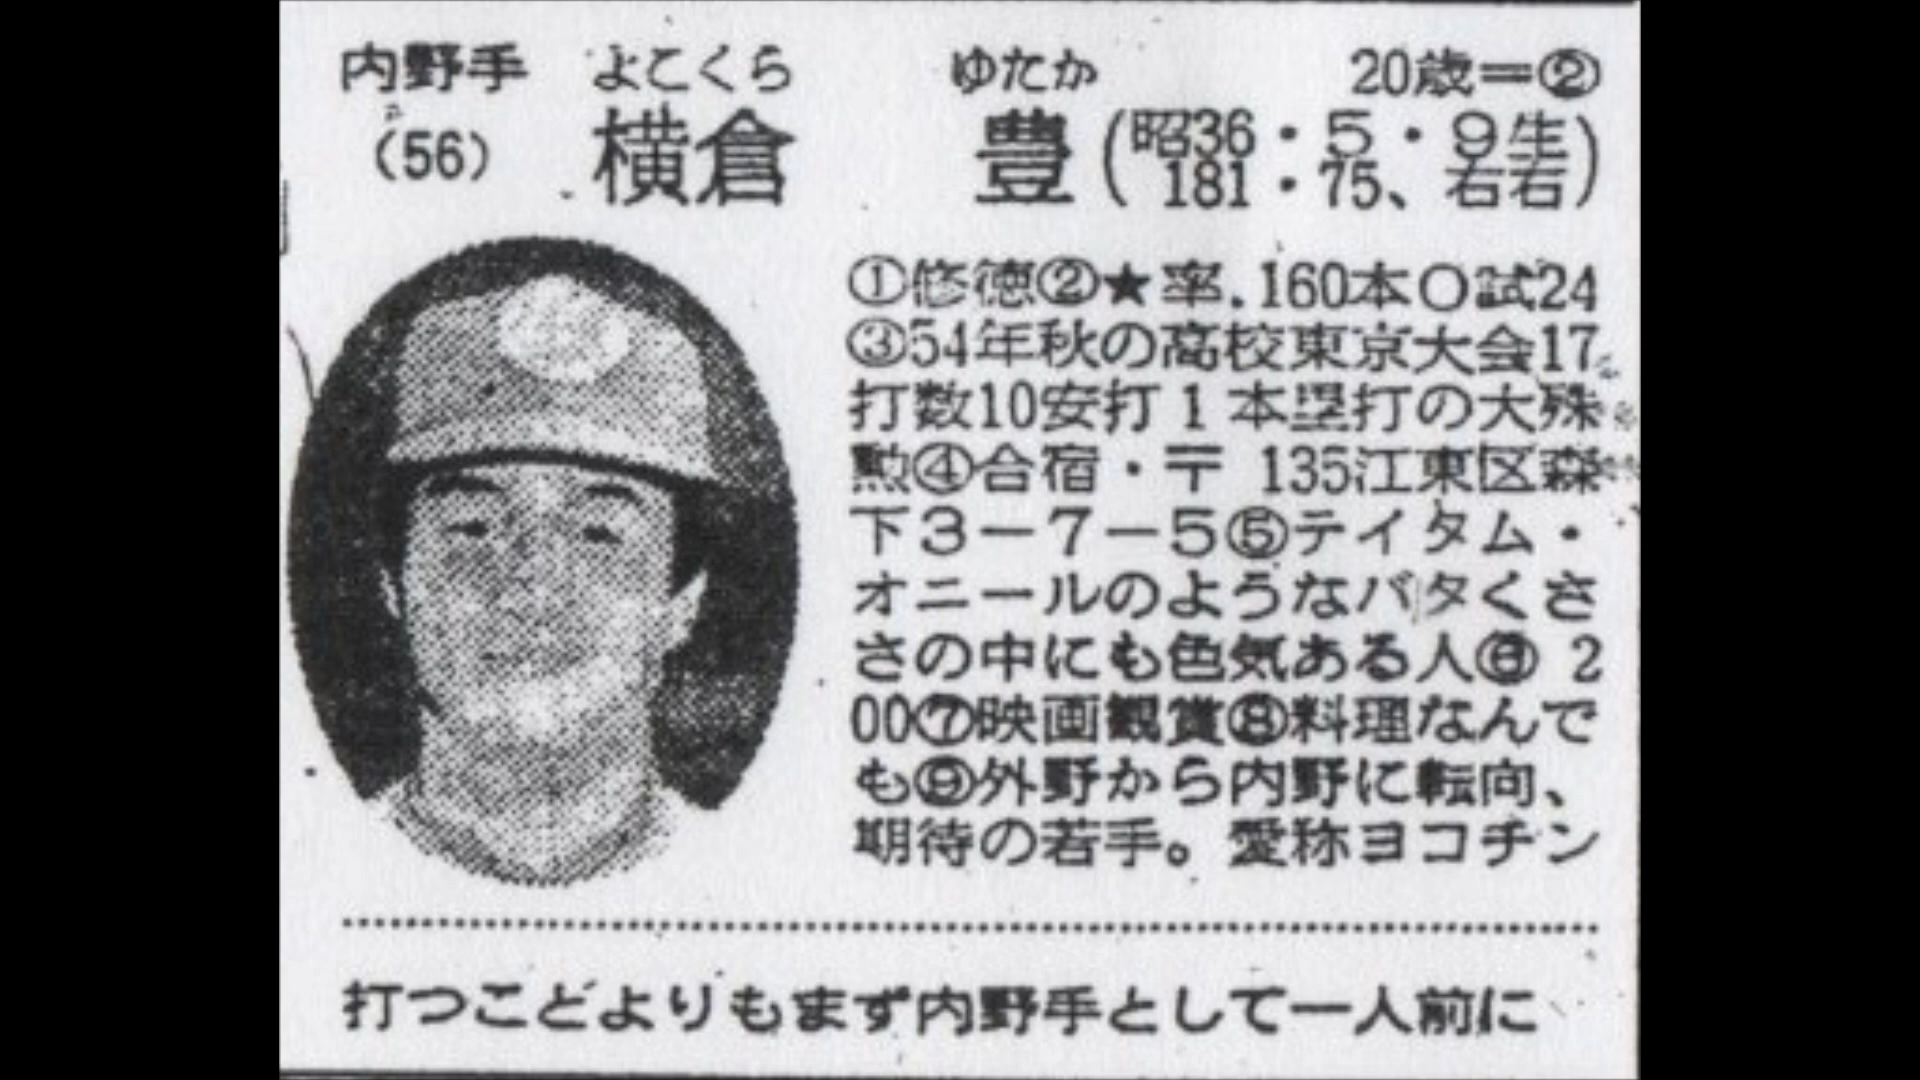 内野手 よこくら ゆたか 20歳=②
(56) 横倉 豊 (昭36・5・9生
181・75、右右)
①修徳②★率.160本○試24
③54年秋の高校東京大会17
打数10安打1本塁打の大殊
勲④合宿・〒135江東区森
下3-7-5⑤テイタム・
オニールのようなバタくさ
さの中にも色気ある人⑥2
00⑦映画観賞⑧料理なんで
も⑨外野から内野に転向、
期待の若手。愛称ヨコチン
打つことよりもまず内野手として一人前に